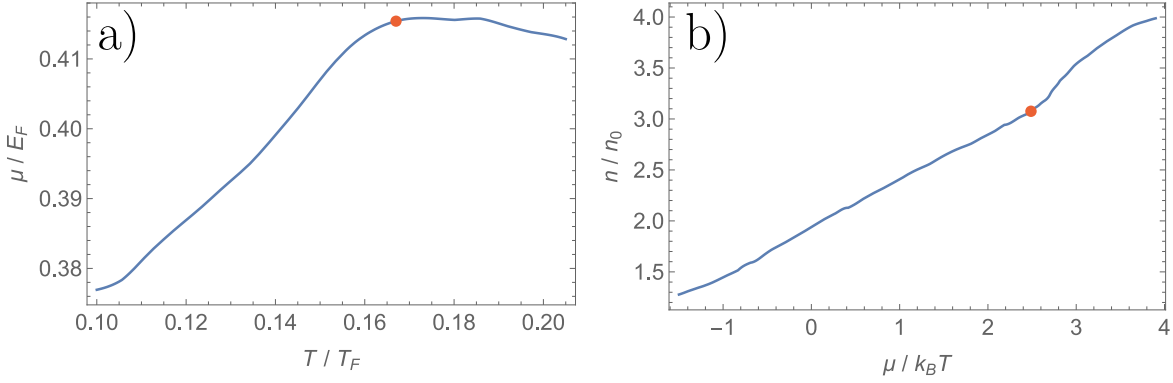 a)
0.41
0.40
0.39
0.38
μ / E_F
0.10 0.12 0.14 0.16 0.18 0.20
T / T_F
b)
4.0
3.5
3.0
2.5
2.0
1.5
n / n_0
−1 0 1 2 3 4
μ / k_B T